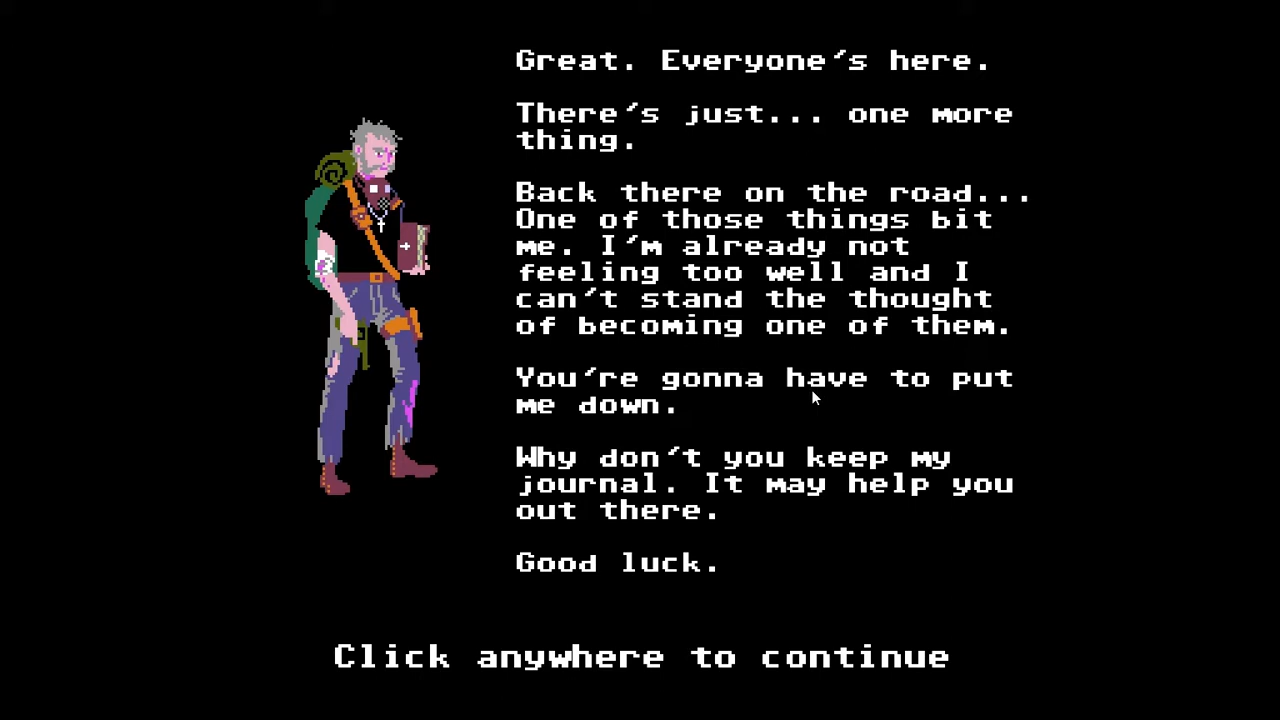 Great. Everyone's here.
There's just... one more
thing.
Back there on the road...
One of those things bit
me. I'm already not
feeling too well and I
can't stand the thought
of becoming one of them.
You're gonna have to put
me down.
Why don't you keep my
journal. It may help you
out there.
Good luck.
Click anywhere to continue